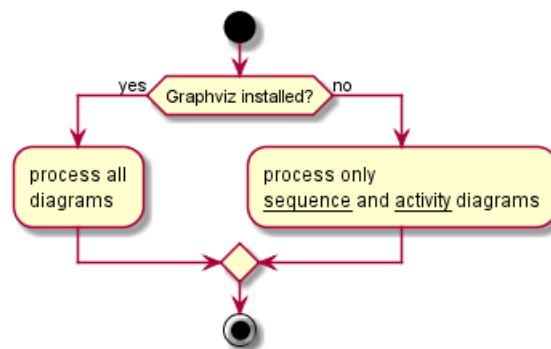 yes
Graphviz installed?
no
process all
diagrams
process only
sequence and activity diagrams